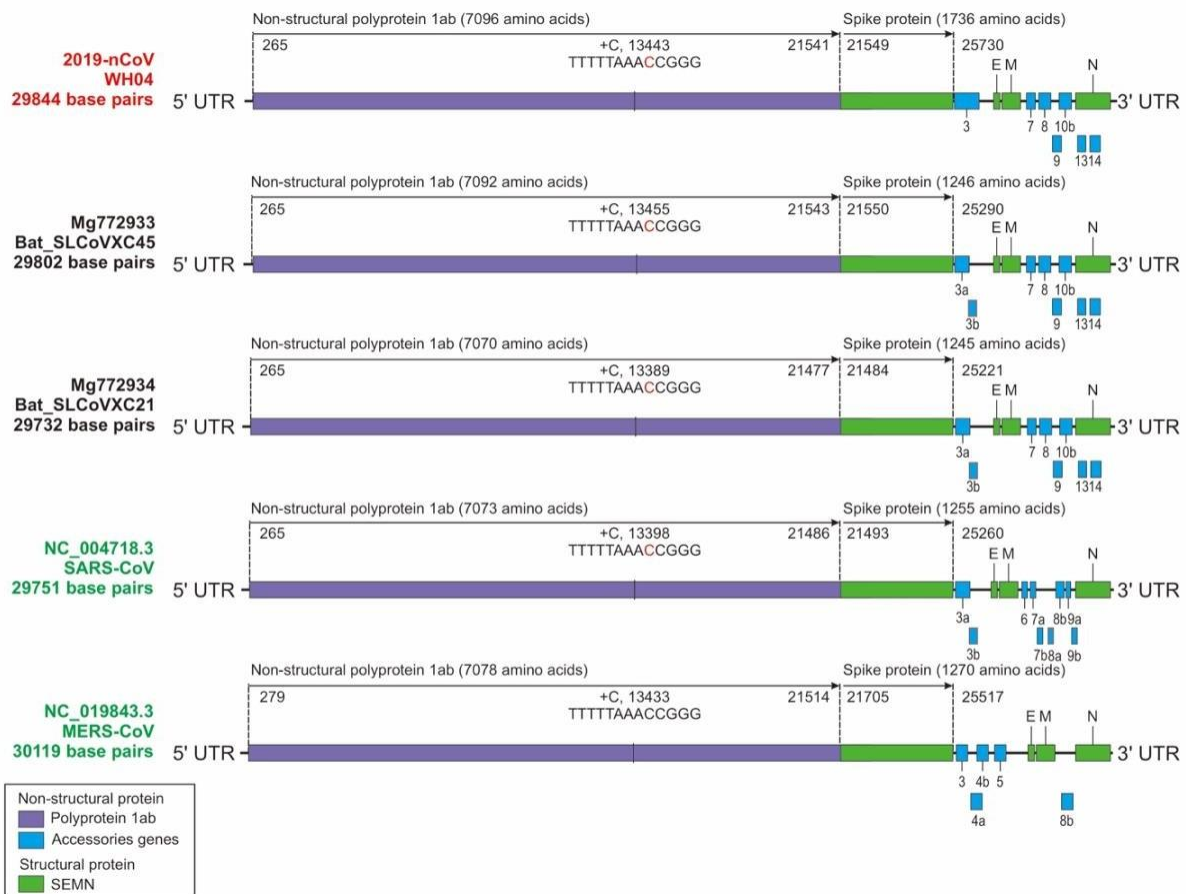 Non-structural polyprotein 1ab (7096 amino acids) Spike protein (1736 amino acids)
265 +C, 13443 21541 21549 25730
TTTTTAAACCGGG
2019-nCoV
WH04
29844 base pairs
E M N
5' UTR 3' UTR
3 7 8 10b
9 1314
Non-structural polyprotein 1ab (7092 amino acids) Spike protein (1246 amino acids)
265 +C, 13455 21543 21550 25290
TTTTTAAACCGGG
Mg772933
Bat_SLCoVXC45
29802 base pairs
E M N
5' UTR 3' UTR
3a 7 8 10b
3b 9 1314
Non-structural polyprotein 1ab (7070 amino acids) Spike protein (1245 amino acids)
265 +C, 13389 21477 21484 25221
TTTTTAAACCGGG
Mg772934
Bat_SLCoVXC21
29732 base pairs
E M N
5' UTR 3' UTR
3a 7 8 10b
3b 9 1314
Non-structural polyprotein 1ab (7073 amino acids) Spike protein (1255 amino acids)
265 +C, 13398 21486 21493 25260
TTTTTAAACCGGG
NC_004718.3
SARS-CoV
29751 base pairs
E M N
5' UTR 3' UTR
3a 6 7a 8b 9a
3b 7b 8a 9b
Non-structural polyprotein 1ab (7078 amino acids) Spike protein (1270 amino acids)
279 +C, 13433 21514 21705 25517
TTTTTAAACCGGG
NC_019843.3
MERS-CoV
30119 base pairs
E M N
5' UTR 3' UTR
3 4b 5
4a 8b
Non-structural protein
Polyprotein 1ab
Accessories genes
Structural protein
SEMN